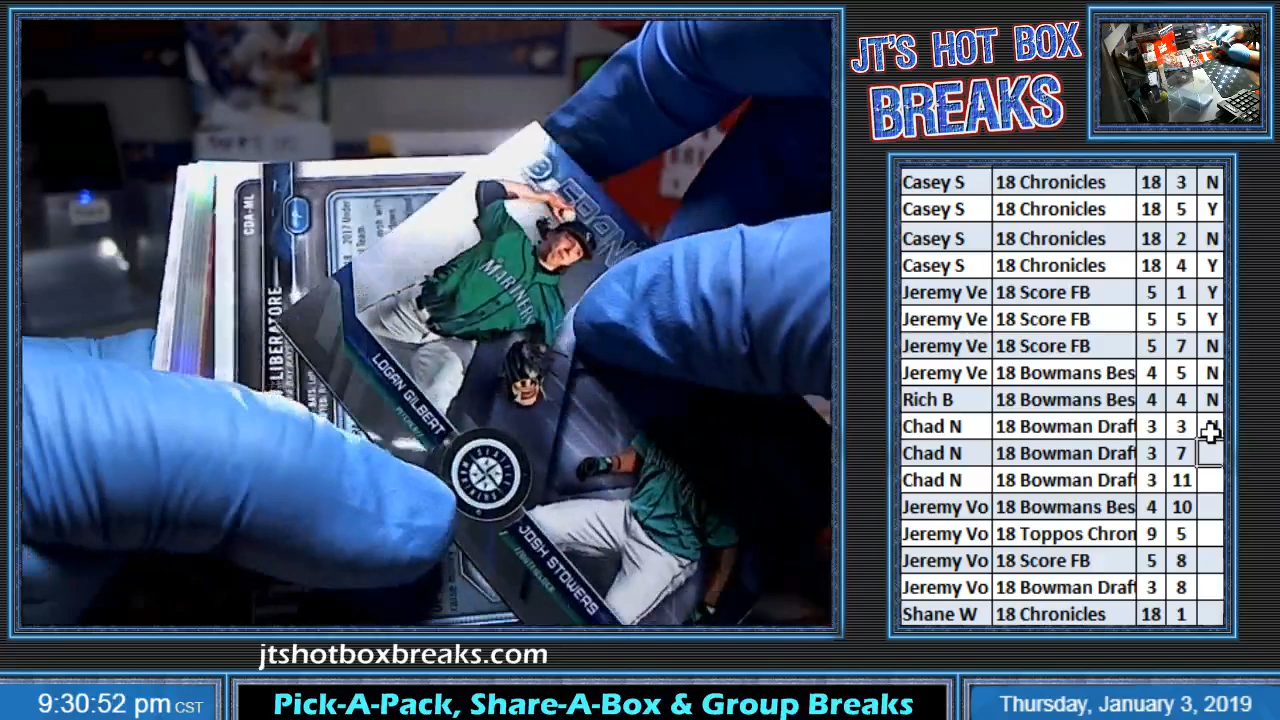 JT'S HOT BOX
BREAKS
Casey S 18 Chronicles 18 3 N
Casey S 18 Chronicles 18 5 Y
Casey S 18 Chronicles 18 2 N
Casey S 18 Chronicles 18 4 Y
Jeremy Ve 18 Score FB 5 1 Y
Jeremy Ve 18 Score FB 5 5 Y
Jeremy Ve 18 Score FB 5 7 N
Jeremy Ve 18 Bowmans Bes 4 5 N
Rich B 18 Bowmans Bes 4 4 N
Chad N 18 Bowman Draf 3 3
Chad N 18 Bowman Draf 3 7
Chad N 18 Bowman Draf 3 11
Jeremy Vo 18 Bowmans Bes 4 10
Jeremy Vo 18 Toppos Chron 9 5
Jeremy Vo 18 Score FB 5 8
Jeremy Vo 18 Bowman Draf 3 8
Shane W 18 Chronicles 18 1
CDA-ML
LIBERATORE
2017 Under
MARINERS
LOGAN GILBERT
PITCHER
JOSH STOWERS
jtshotboxbreaks.com
9:30:52 pm CST
Pick-A-Pack, Share-A-Box & Group Breaks
Thursday, January 3, 2019